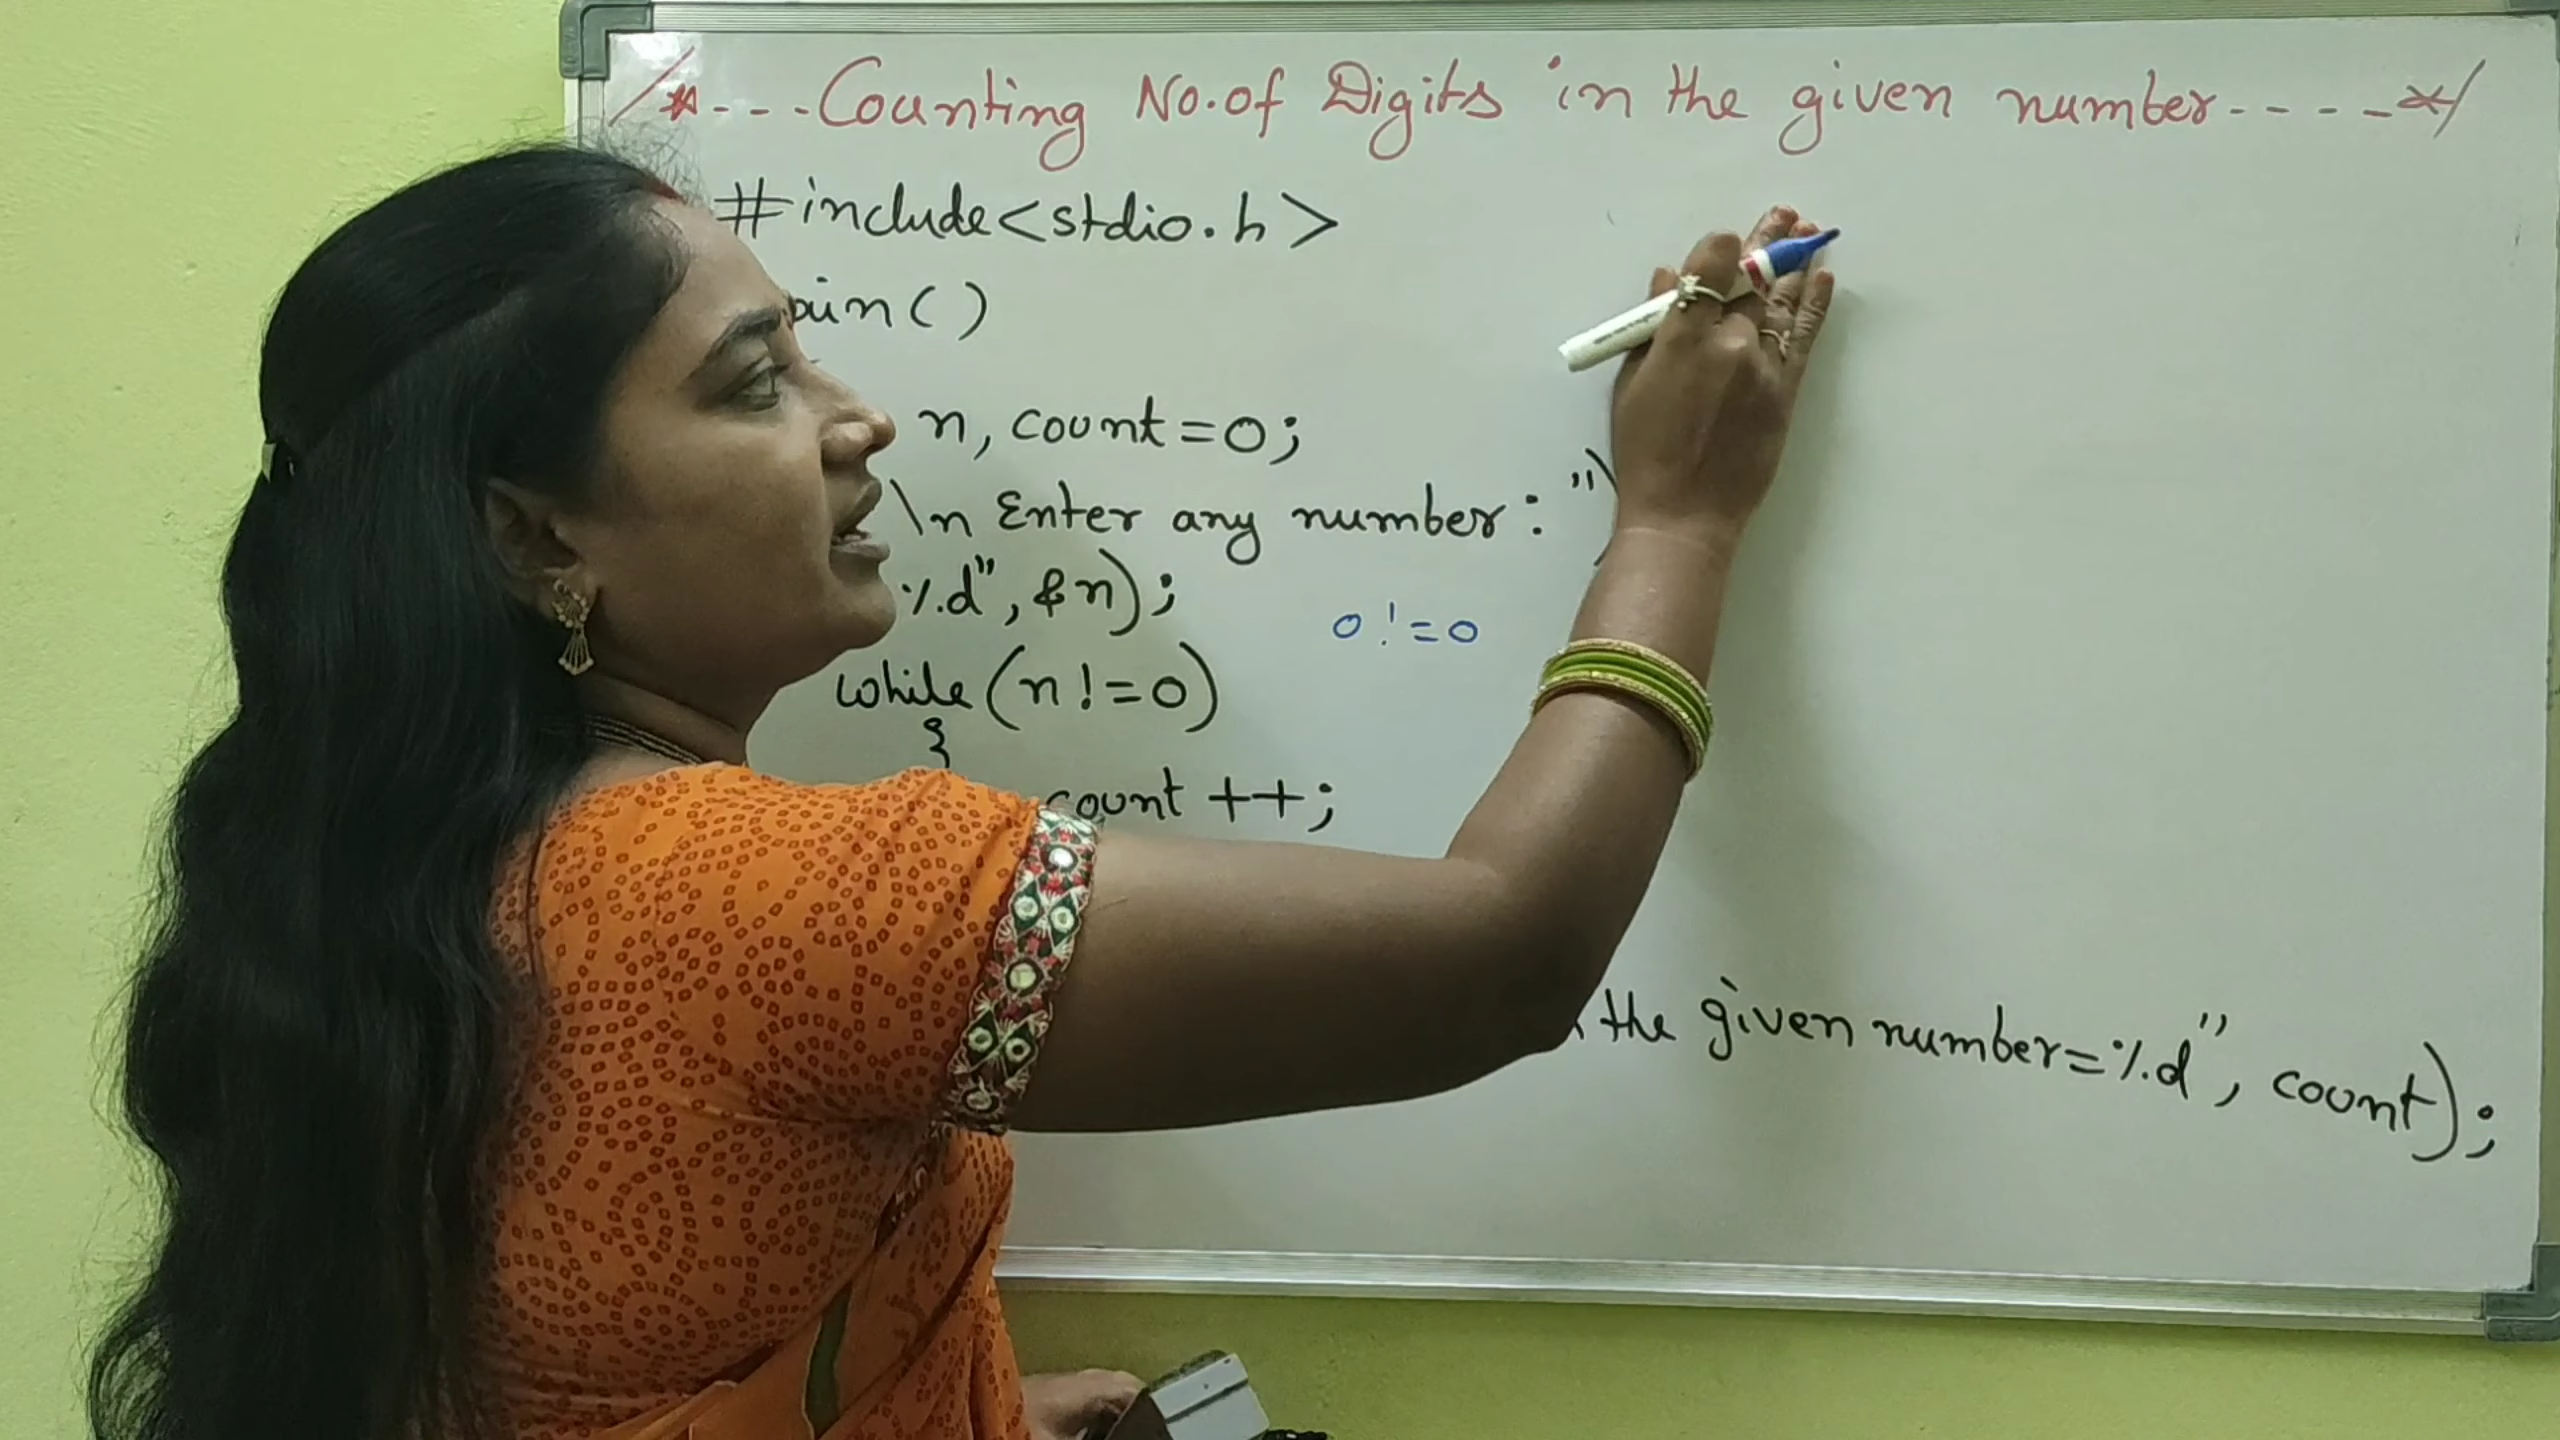 /*---Counting No.of Digits in the given number----*/
#include<stdio.h>
ain()
n, count=0;
\n Enter any number: ")
%d", &n);
0!=0
while(n!=0)
{
count ++;
the given number=%d", count);